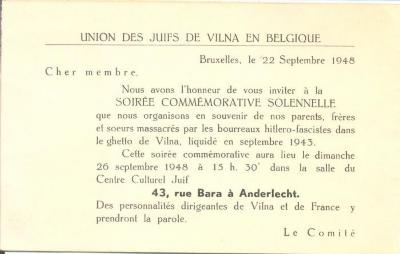 UNION DES JUIFS DE VILNA EN BELGIQUE
Bruxelles, le 22 Septembre 1948
Cher membre.
Nous avons l'honneur de vous inviter à la
SOIRÉE COMMÉMORATIVE SOLENNELLE
que nous organisons en souvenir de nos parents, frères
et soeurs massacrés par les bourreaux hitlero-fascistes dans
le ghetto de Vilna, liquidé en septembre 1943.
Cette soirée commémorative aura lieu le dimanche
26 septembre 1948 à 15 h. 30' dans la salle du
Centre Culturel Juif
43, rue Bara à Anderlecht.
Des personnalités dirigeantes de Vilna et de France y
prendront la parole.
Le Comité